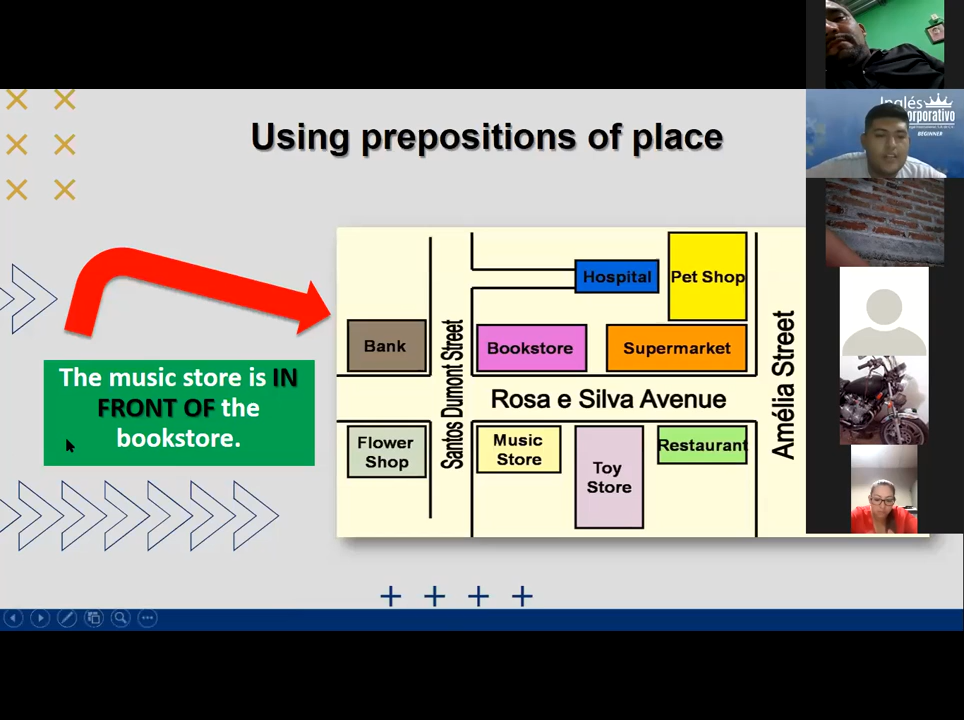 Using prepositions of place
The music store is IN
FRONT OF the
bookstore.
Hospital
Pet Shop
Bank
Bookstore
Supermarket
Santos Dumont Street
Rosa e Silva Avenue
Amélia Street
Flower
Shop
Music
Store
Toy
Store
Restaurant
Inglés
BEGINNER